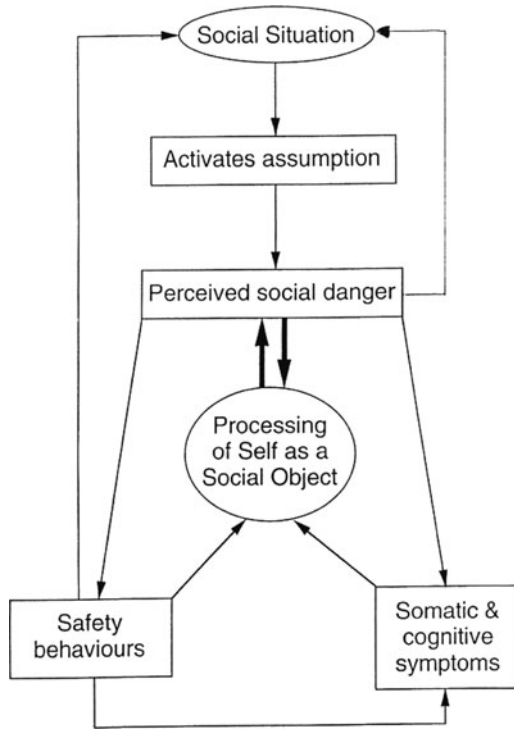 Social Situation
Activates assumption
Perceived social danger
Processing
of Self as a
Social Object
Safety
behaviours
Somatic &
cognitive
symptoms